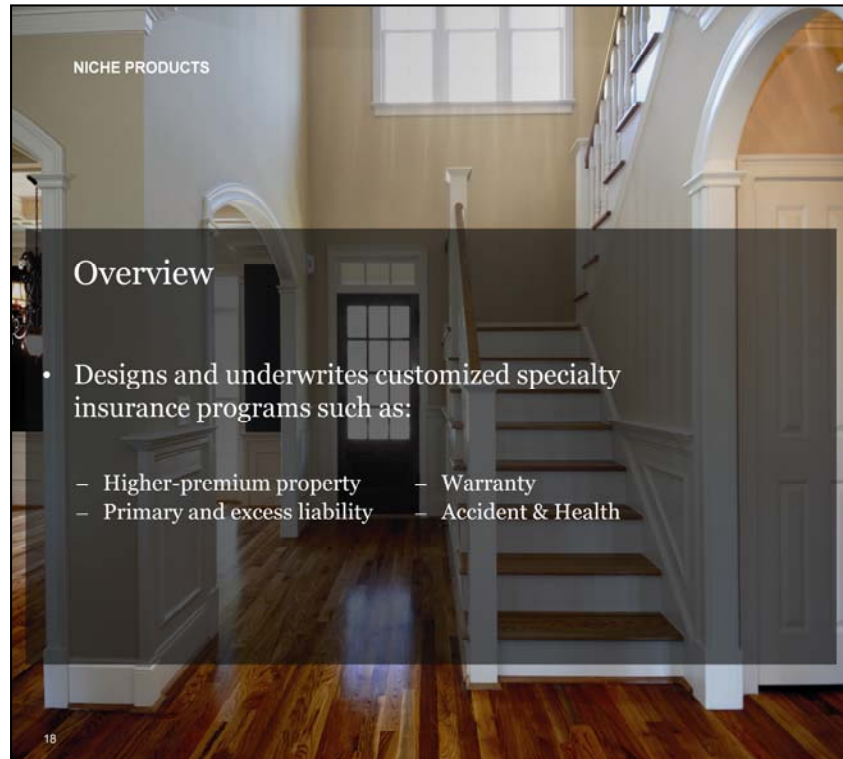 NICHE PRODUCTS
Overview
• Designs and underwrites customized specialty
insurance programs such as:
– Higher-premium property
– Primary and excess liability
– Warranty
– Accident & Health
18